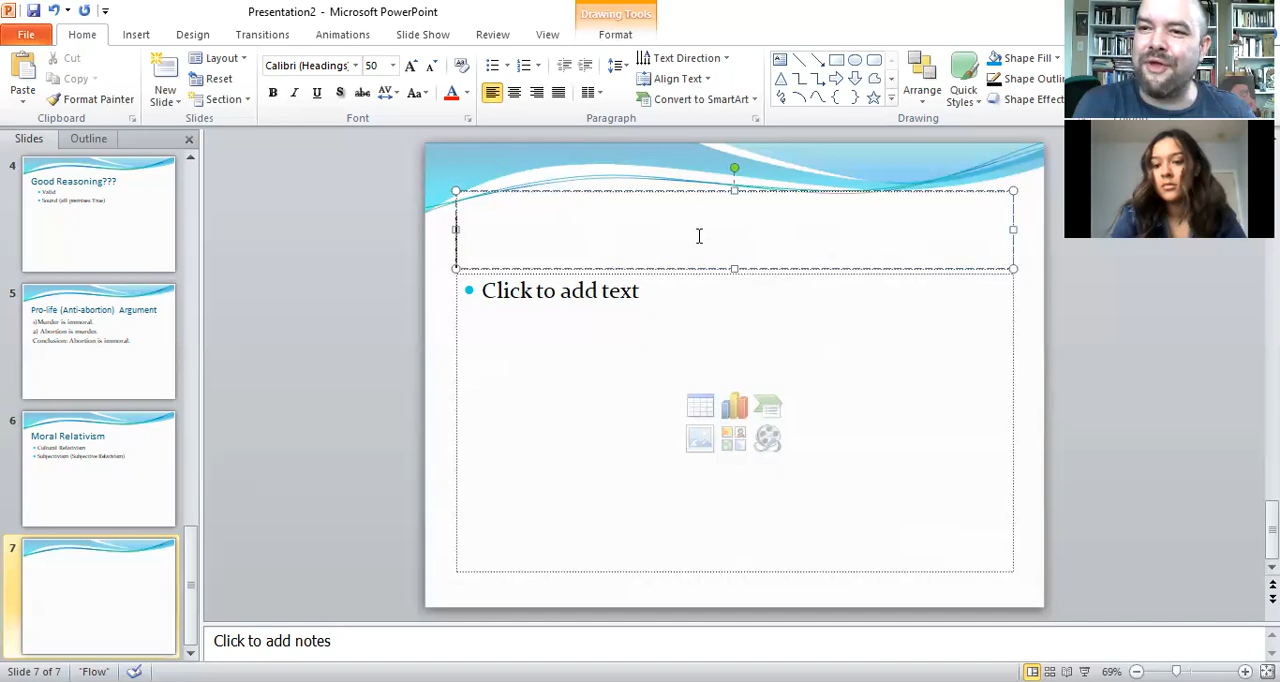 Presentation2 - Microsoft PowerPoint
Drawing Tools
File Home Insert Design Transitions Animations Slide Show Review View Format
Paste
Cut
Copy
Format Painter
Clipboard
New
Slide
Layout
Reset
Section
Slides
Calibri (Headings) 50
B I U S abc AV Aa A
Font
Text Direction
Align Text
Convert to SmartArt
Paragraph
Arrange
Quick
Styles
Shape Fill
Shape Outlin
Shape Effect
Drawing
Slides Outline
4
Good Reasoning???
Valid
Sound (all premises True)
5
Pro-life (Anti-abortion) Argument
1)Murder is immoral.
2) Abortion is murder.
Conclusion: Abortion is immoral.
6
Moral Relativism
Cultural Relativism
Subjectivism (Subjective Relativism)
7
Click to add text
Click to add notes
Slide 7 of 7 "Flow" 69%